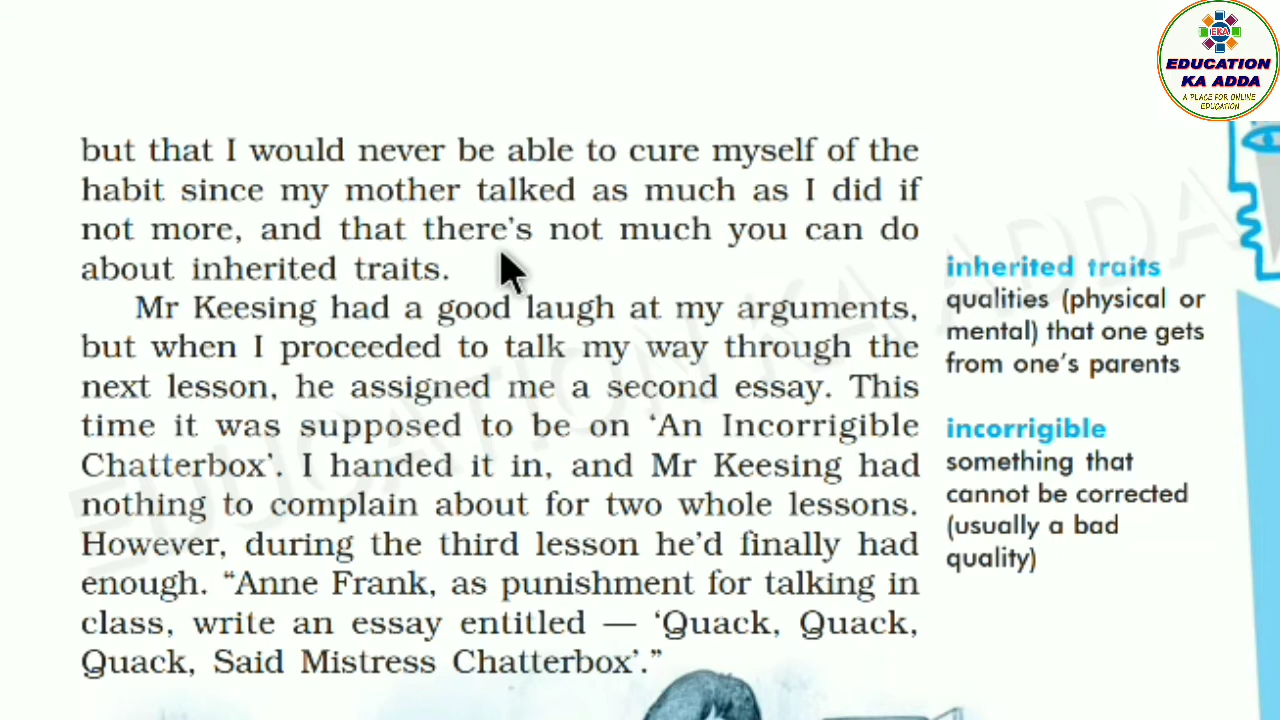 EKA
EDUCATION
KA ADDA
A PLACE FOR ONLINE
EDUCATION
but that I would never be able to cure myself of the
habit since my mother talked as much as I did if
not more, and that there's not much you can do
about inherited traits.
Mr Keesing had a good laugh at my arguments,
but when I proceeded to talk my way through the
next lesson, he assigned me a second essay. This
time it was supposed to be on ‘An Incorrigible
Chatterbox’. I handed it in, and Mr Keesing had
nothing to complain about for two whole lessons.
However, during the third lesson he’d finally had
enough. “Anne Frank, as punishment for talking in
class, write an essay entitled — ‘Quack, Quack,
Quack, Said Mistress Chatterbox’.”
inherited traits
qualities (physical or
mental) that one gets
from one’s parents
incorrigible
something that
cannot be corrected
(usually a bad
quality)
EDUCATION KA ADDA